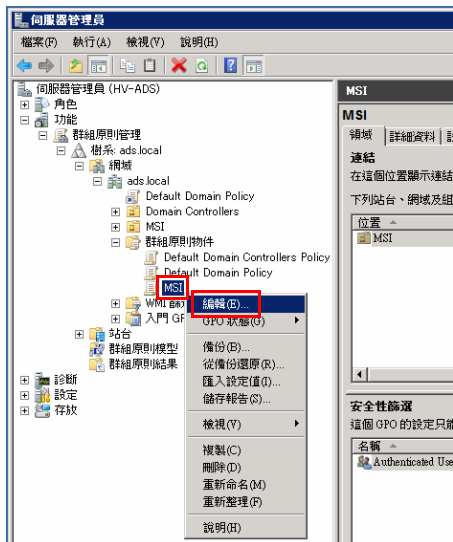 伺服器管理員
檔案(F) 執行(A) 檢視(V) 說明(H)
伺服器管理員 (HV-ADS)
角色
功能
群組原則管理
樹系: ads.local
網域
ads.local
Default Domain Policy
Domain Controllers
MSI
群組原則物件
Default Domain Controllers Policy
Default Domain Policy
MSI
WMI 篩
入門 GP
站台
群組原則模型
群組原則結果
診斷
設定
存放
編輯(E)...
GPO 狀態(G)
備份(B)...
從備份還原(R)...
匯入設定值(I)...
儲存報告(S)...
檢視(V)
複製(C)
刪除(D)
重新命名(M)
重新整理(F)
說明(H)
MSI
MSI
領域 詳細資料
連結
在這個位置顯示連結
下列站台、網域及組
位置
MSI
安全性篩選
這個 GPO 的設定只能
名稱
Authenticated Use